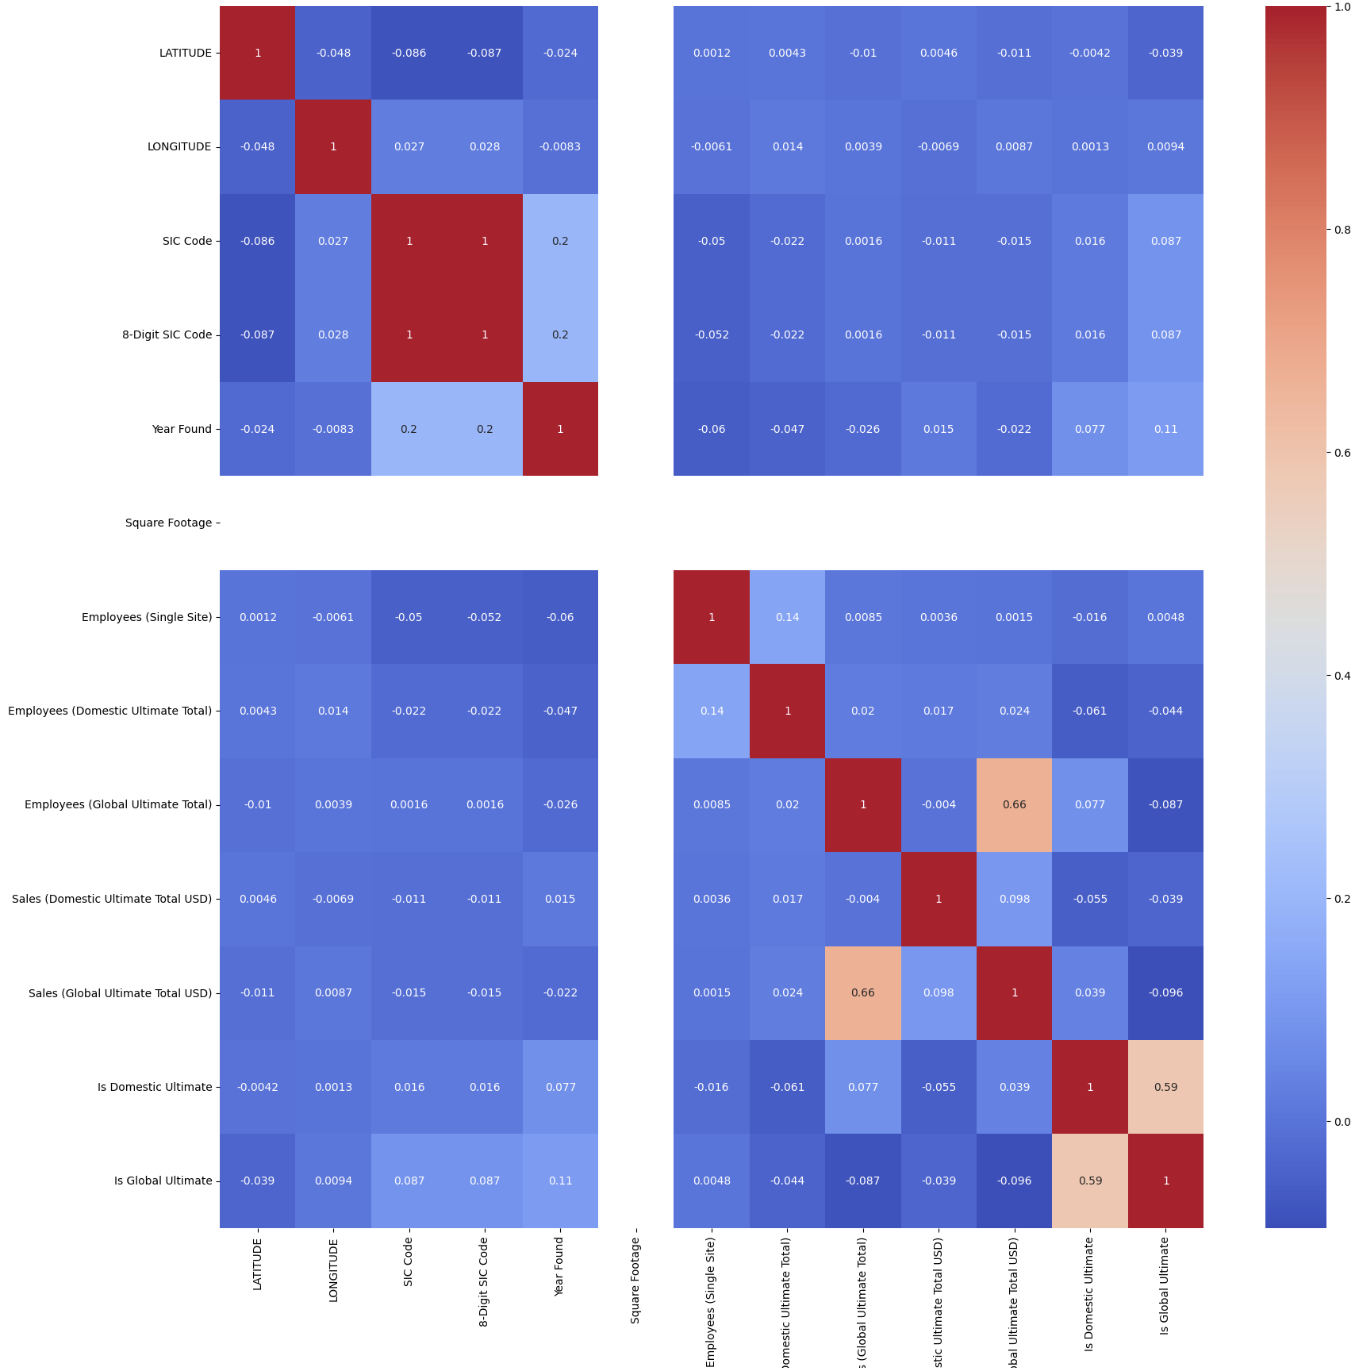 1.0
LATITUDE 1 -0.048 -0.086 -0.087 -0.024 0.0012 0.0043 -0.01 0.0046 -0.011 -0.0042 -0.039
LONGITUDE -0.048 1 0.027 0.028 -0.0083 -0.0061 0.014 0.0039 -0.0069 0.0087 0.0013 0.0094
0.8
SIC Code -0.086 0.027 1 1 0.2 -0.05 -0.022 0.0016 -0.011 -0.015 0.016 0.087
8-Digit SIC Code -0.087 0.028 1 1 0.2 -0.052 -0.022 0.0016 -0.011 -0.015 0.016 0.087
Year Found -0.024 -0.0083 0.2 0.2 1 -0.06 -0.047 -0.026 0.015 -0.022 0.077 0.11
0.6
Square Footage
Employees (Single Site) 0.0012 -0.0061 -0.05 -0.052 -0.06 1 0.14 0.0085 0.0036 0.0015 -0.016 0.0048
0.4
Employees (Domestic Ultimate Total) 0.0043 0.014 -0.022 -0.022 -0.047 0.14 1 0.02 0.017 0.024 -0.061 -0.044
Employees (Global Ultimate Total) -0.01 0.0039 0.0016 0.0016 -0.026 0.0085 0.02 1 -0.004 0.66 0.077 -0.087
0.2
Sales (Domestic Ultimate Total USD) 0.0046 -0.0069 -0.011 -0.011 0.015 0.0036 0.017 -0.004 1 0.098 -0.055 -0.039
Sales (Global Ultimate Total USD) -0.011 0.0087 -0.015 -0.015 -0.022 0.0015 0.024 0.66 0.098 1 0.039 -0.096
Is Domestic Ultimate -0.0042 0.0013 0.016 0.016 0.077 -0.016 -0.061 0.077 -0.055 0.039 1 0.59
0.0
Is Global Ultimate -0.039 0.0094 0.087 0.087 0.11 0.0048 -0.044 -0.087 -0.039 -0.096 0.59 1
LATITUDE
LONGITUDE
SIC Code
8-Digit SIC Code
Year Found
Square Footage
Employees (Single Site)
Ultimate Total)
(Global Ultimate Total)
Ultimate Total USD)
Ultimate Total USD)
Is Domestic Ultimate
Is Global Ultimate